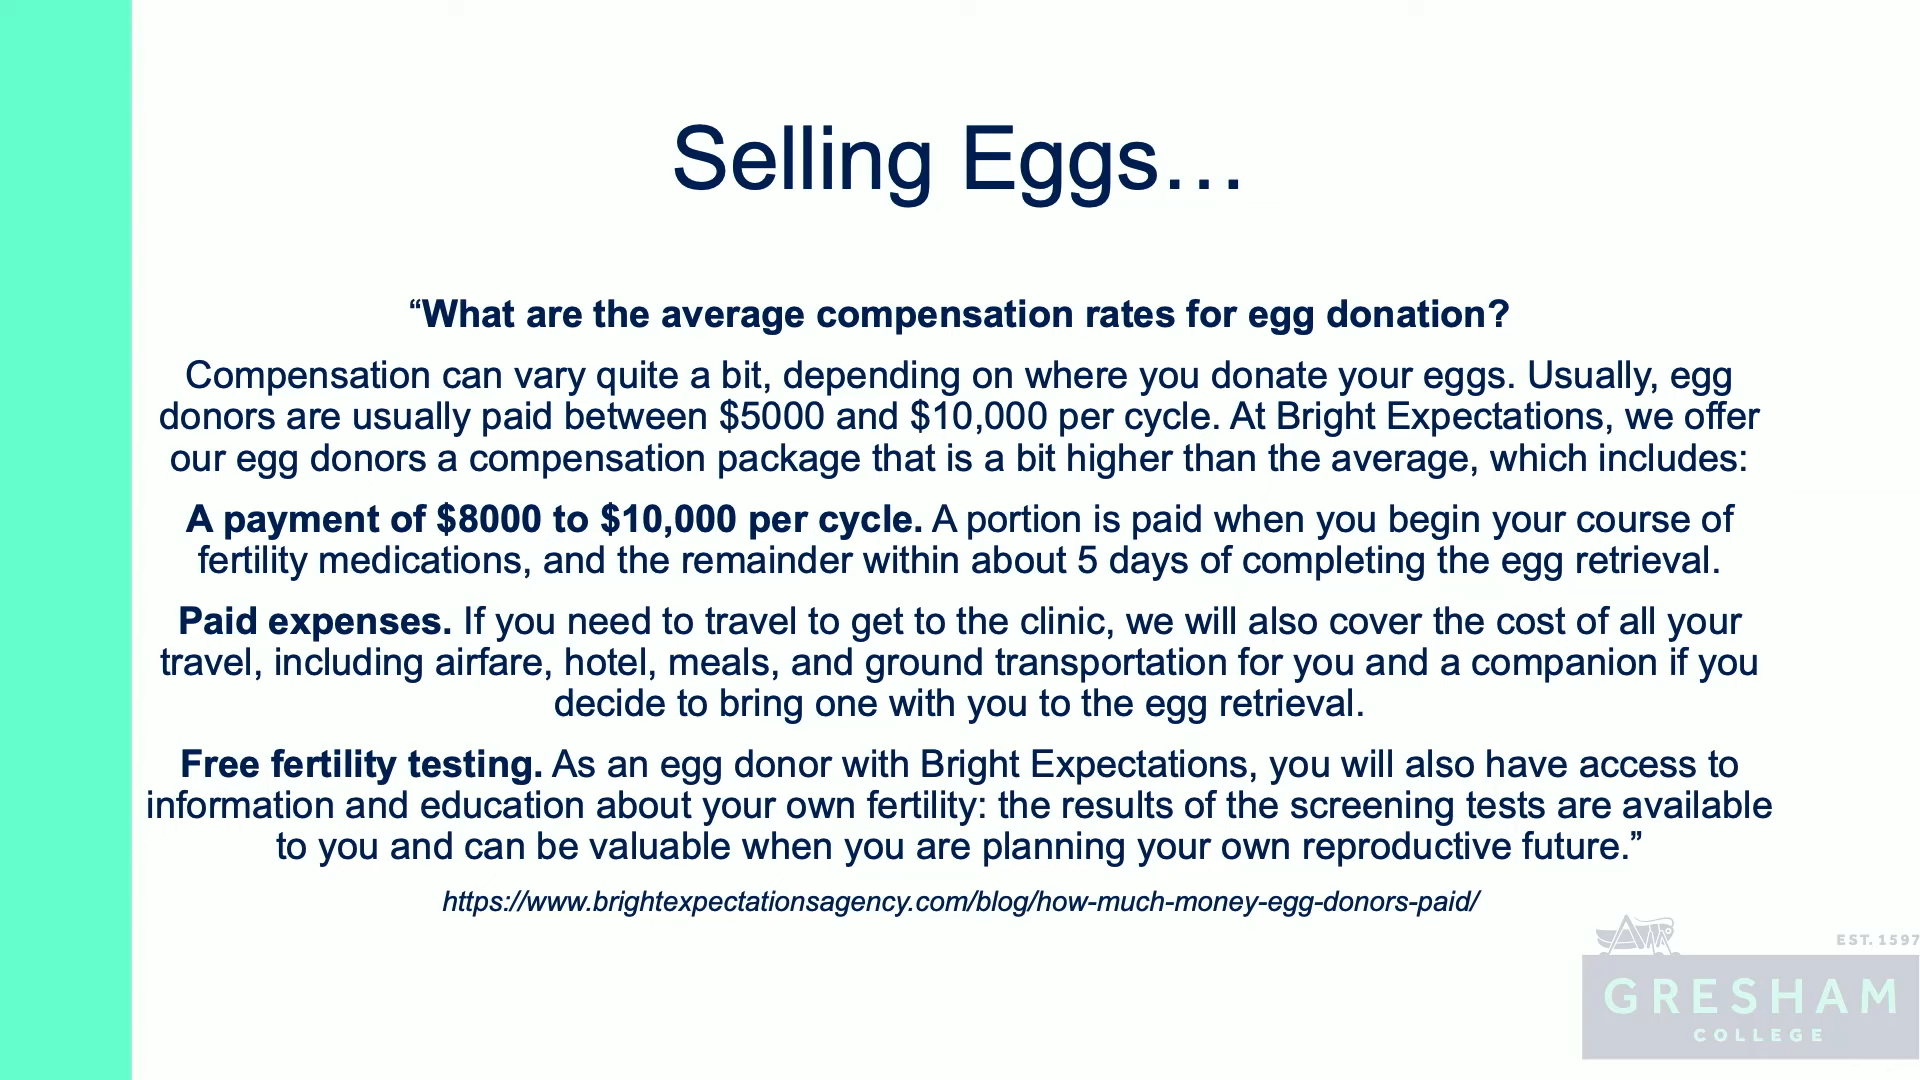 Selling Eggs…
“What are the average compensation rates for egg donation?
Compensation can vary quite a bit, depending on where you donate your eggs. Usually, egg
donors are usually paid between $5000 and $10,000 per cycle. At Bright Expectations, we offer
our egg donors a compensation package that is a bit higher than the average, which includes:
A payment of $8000 to $10,000 per cycle. A portion is paid when you begin your course of
fertility medications, and the remainder within about 5 days of completing the egg retrieval.
Paid expenses. If you need to travel to get to the clinic, we will also cover the cost of all your
travel, including airfare, hotel, meals, and ground transportation for you and a companion if you
decide to bring one with you to the egg retrieval.
Free fertility testing. As an egg donor with Bright Expectations, you will also have access to
information and education about your own fertility: the results of the screening tests are available
to you and can be valuable when you are planning your own reproductive future.”
https://www.brightexpectationsagency.com/blog/how-much-money-egg-donors-paid/
EST. 1597
GRESHAM
COLLEGE